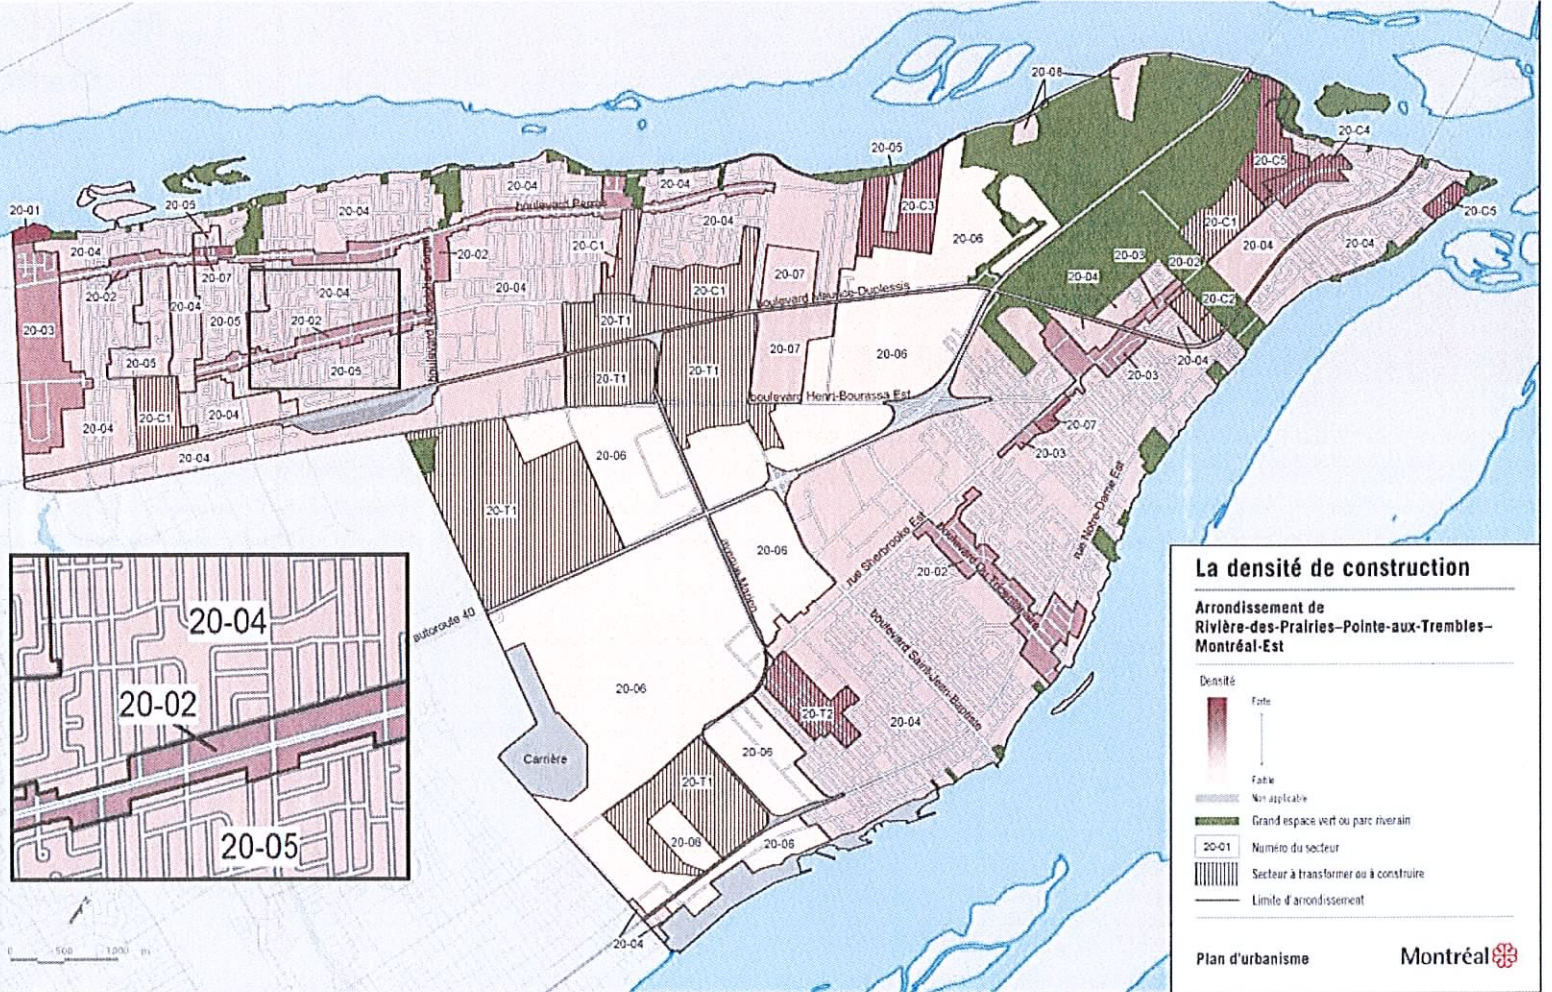 20-08
20-C4
20-05
20-C5
20-04
20-04
20-05
20-04
boulevard Perras
20-C3
20-C5
20-01
20-04
20-C1
20-04
20-04
20-C1
20-02
20-06
20-04
20-07
20-07
20-03
20-02
20-02
20-04
20-04
20-04
20-C1
boulevard Maurice-Duplessis
20-C2
20-04
20-05
20-02
20-T1
20-03
20-06
20-07
20-04
20-05
20-05
20-T1
20-T1
20-03
boulevard Henri-Bourassa Est
20-C1
20-04
20-04
20-07
20-04
20-06
20-03
20-T1
rue Notre-Dame Est
rue Sherbrooke Est
boulevard Du Tricentenaire
20-06
20-02
autoroute 40
boulevard Saint-Jean-Baptiste
20-06
20-T2
20-04
Carrière
20-06
20-T1
20-06
20-06
20-04
20-04
20-02
20-05
0 500 1000 m
La densité de construction
Arrondissement de
Rivière-des-Prairies–Pointe-aux-Trembles–
Montréal-Est
Densité
Forte
Faible
Non applicable
Grand espace vert ou parc riverain
20-01 Numéro du secteur
Secteur à transformer ou à construire
Limite d'arrondissement
Plan d'urbanisme
Montréal